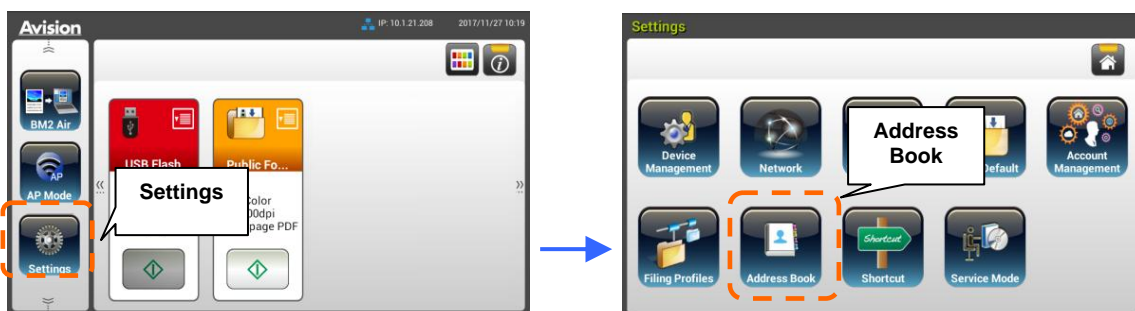 Avision
IP: 10.1.21.208
2017/11/27 10:19
BM2 Air
AP
AP Mode
Settings
USB Flash
Public Fo...
Color
page PDF
Settings
Settings
Device
Management
Network
Default
Account
Management
Address
Book
Filing Profiles
Address Book
Shortcut
Shortcut
Service Mode